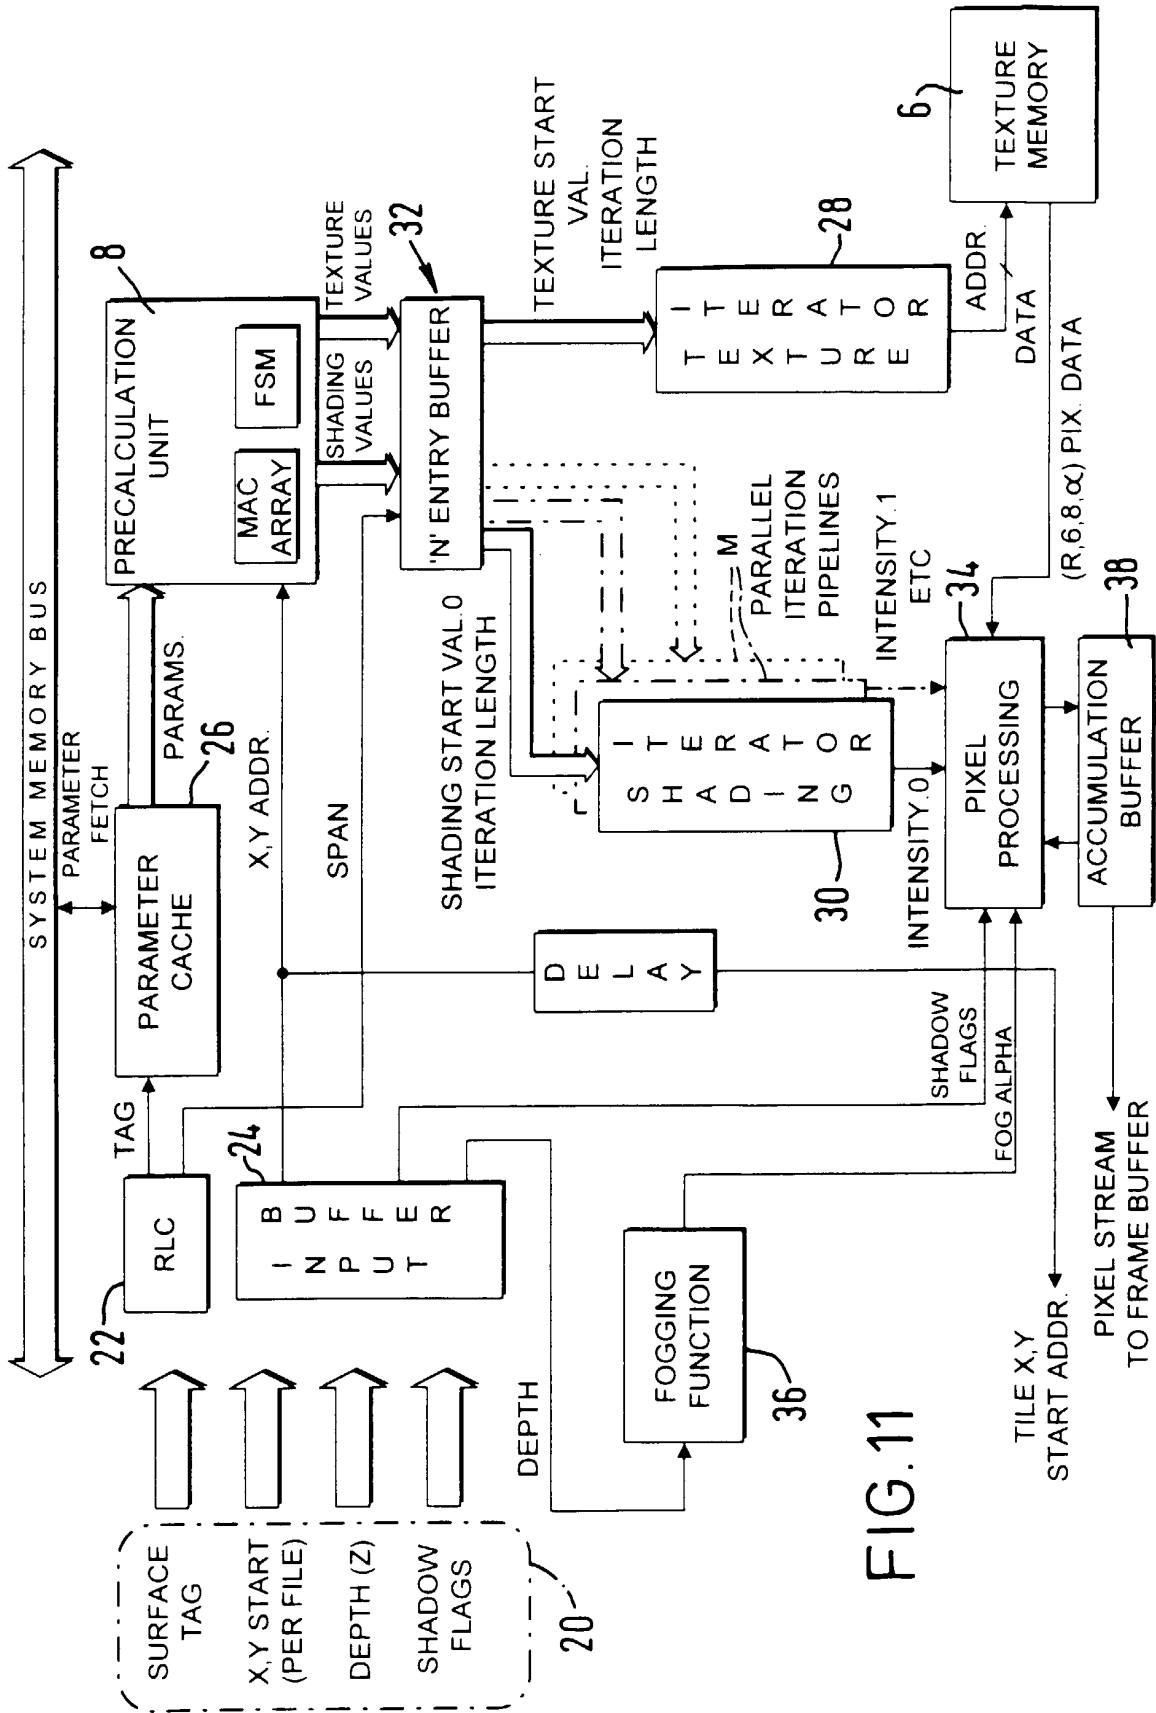 SYSTEM MEMORY BUS
PARAMETER
FETCH
SURFACE
TAG
X,Y START
(PER FILE)
DEPTH (Z)
SHADOW
FLAGS
20
22
RLC
TAG
24
INPUT
BUFFER
PARAMETER
CACHE
26
PARAMS.
X,Y ADDR.
SPAN
PRECALCULATION
UNIT
8
MAC
ARRAY
FSM
SHADING
VALUES
TEXTURE
VALUES
'N' ENTRY BUFFER
32
SHADING START VAL.0
ITERATION LENGTH
TEXTURE START
VAL.
ITERATION
LENGTH
DELAY
SHADING
ITERATOR
30
M
PARALLEL
ITERATION
PIPELINES
TEXTURE
ITERATOR
28
DEPTH
FOGGING
FUNCTION
36
SHADOW
FLAGS
FOG ALPHA
INTENSITY.0
INTENSITY.1
ETC
PIXEL
PROCESSING
34
ADDR.
DATA
(R,6,8,α) PIX. DATA
TEXTURE
MEMORY
6
ACCUMULATION
BUFFER
38
TILE X,Y
START ADDR.
PIXEL STREAM
TO FRAME BUFFER
FIG. 11